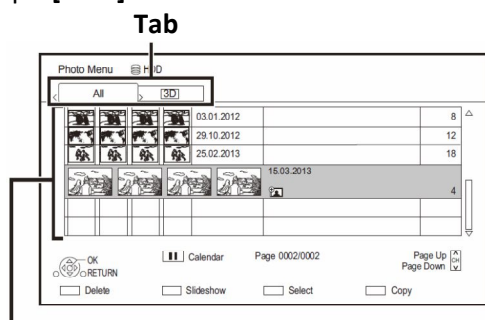 Tab
Photo Menu HDD
All 3D
03.01.2012 8
29.10.2012 12
25.02.2013 18
15.03.2013
4
OK
RETURN
Calendar
Page 0002/0002
Page Up
Page Down
CH
Delete Slideshow Select Copy